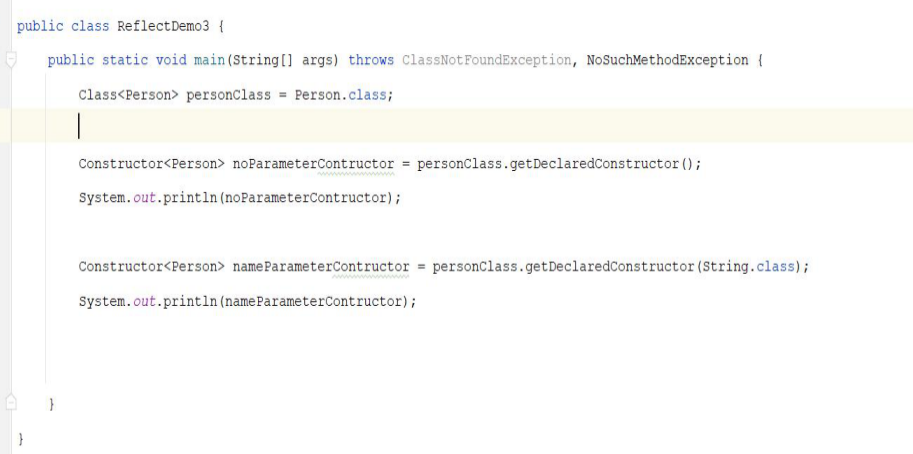 public class ReflectDemo3 {
public static void main(String[] args) throws ClassNotFoundException, NoSuchMethodException {
Class<Person> personClass = Person.class;
Constructor<Person> noParameterContructor = personClass.getDeclaredConstructor();
System.out.println(noParameterContructor);
Constructor<Person> nameParameterContructor = personClass.getDeclaredConstructor(String.class);
System.out.println(nameParameterContructor);
}
}